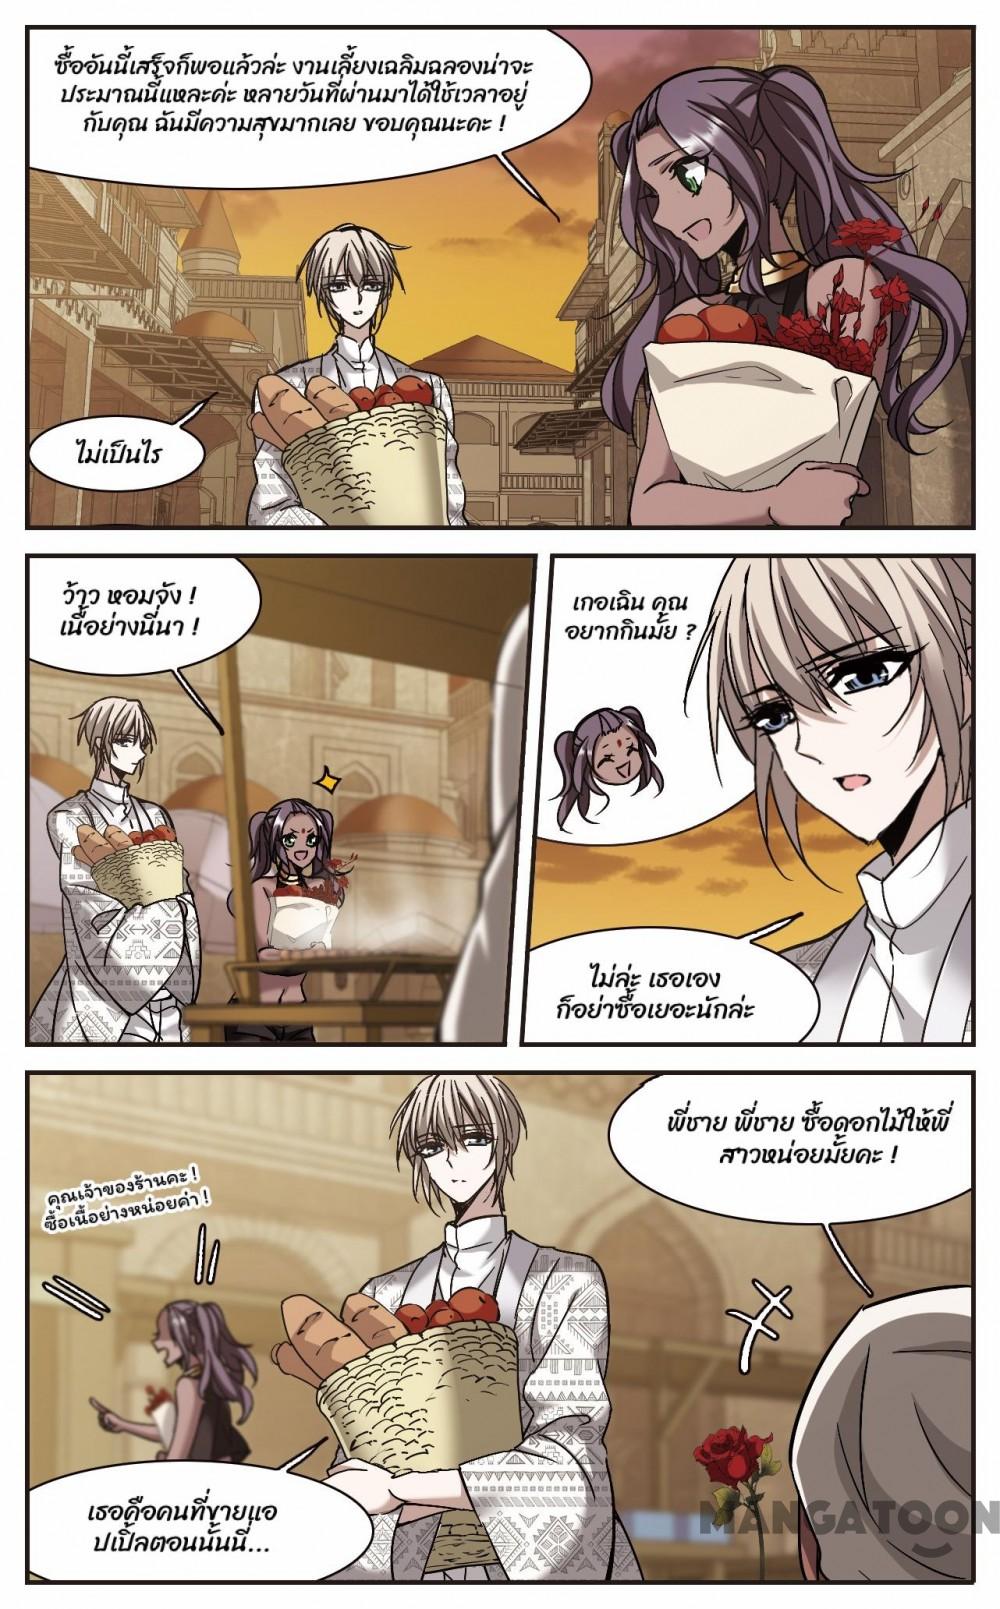 ซื้ออันนี้เสร็จก็พอแล้วล่ะ งานเลี้ยงเฉลิมฉลองน่าจะ
ประมาณนี้แหละค่ะ หลายวันที่ผ่านมาได้ใช้เวลาอยู่
กับคุณ ฉันมีความสุขมากเลย ขอบคุณนะคะ !
ไม่เป็นไร
ว้าว หอมจัง !
เนื้อย่างนี่นา !
เกอเฉิน คุณ
อยากกินมั้ย ?
ไม่ล่ะ เธอเอง
ก็อย่าซื้อเยอะนักล่ะ
พี่ชาย พี่ชาย ซื้อดอกไม้ให้พี่
สาวหน่อยมั้ยคะ !
คุณเจ้าของร้านคะ !
ซื้อเนื้อย่างหน่อยค่า !
เธอคือคนที่ขายแอ
ปเปิ้ลตอนนั้นนี่...
MANGATOON